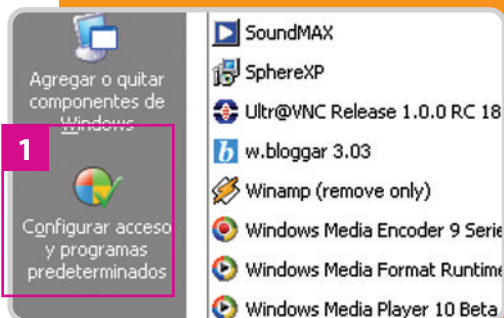 Agregar o quitar
componentes de
Windows
1
Configurar acceso
y programas
predeterminados
SoundMAX
SphereXP
Ultr@VNC Release 1.0.0 RC 18
w.bloggar 3.03
Winamp (remove only)
Windows Media Encoder 9 Serie
Windows Media Format Runtime
Windows Media Player 10 Beta